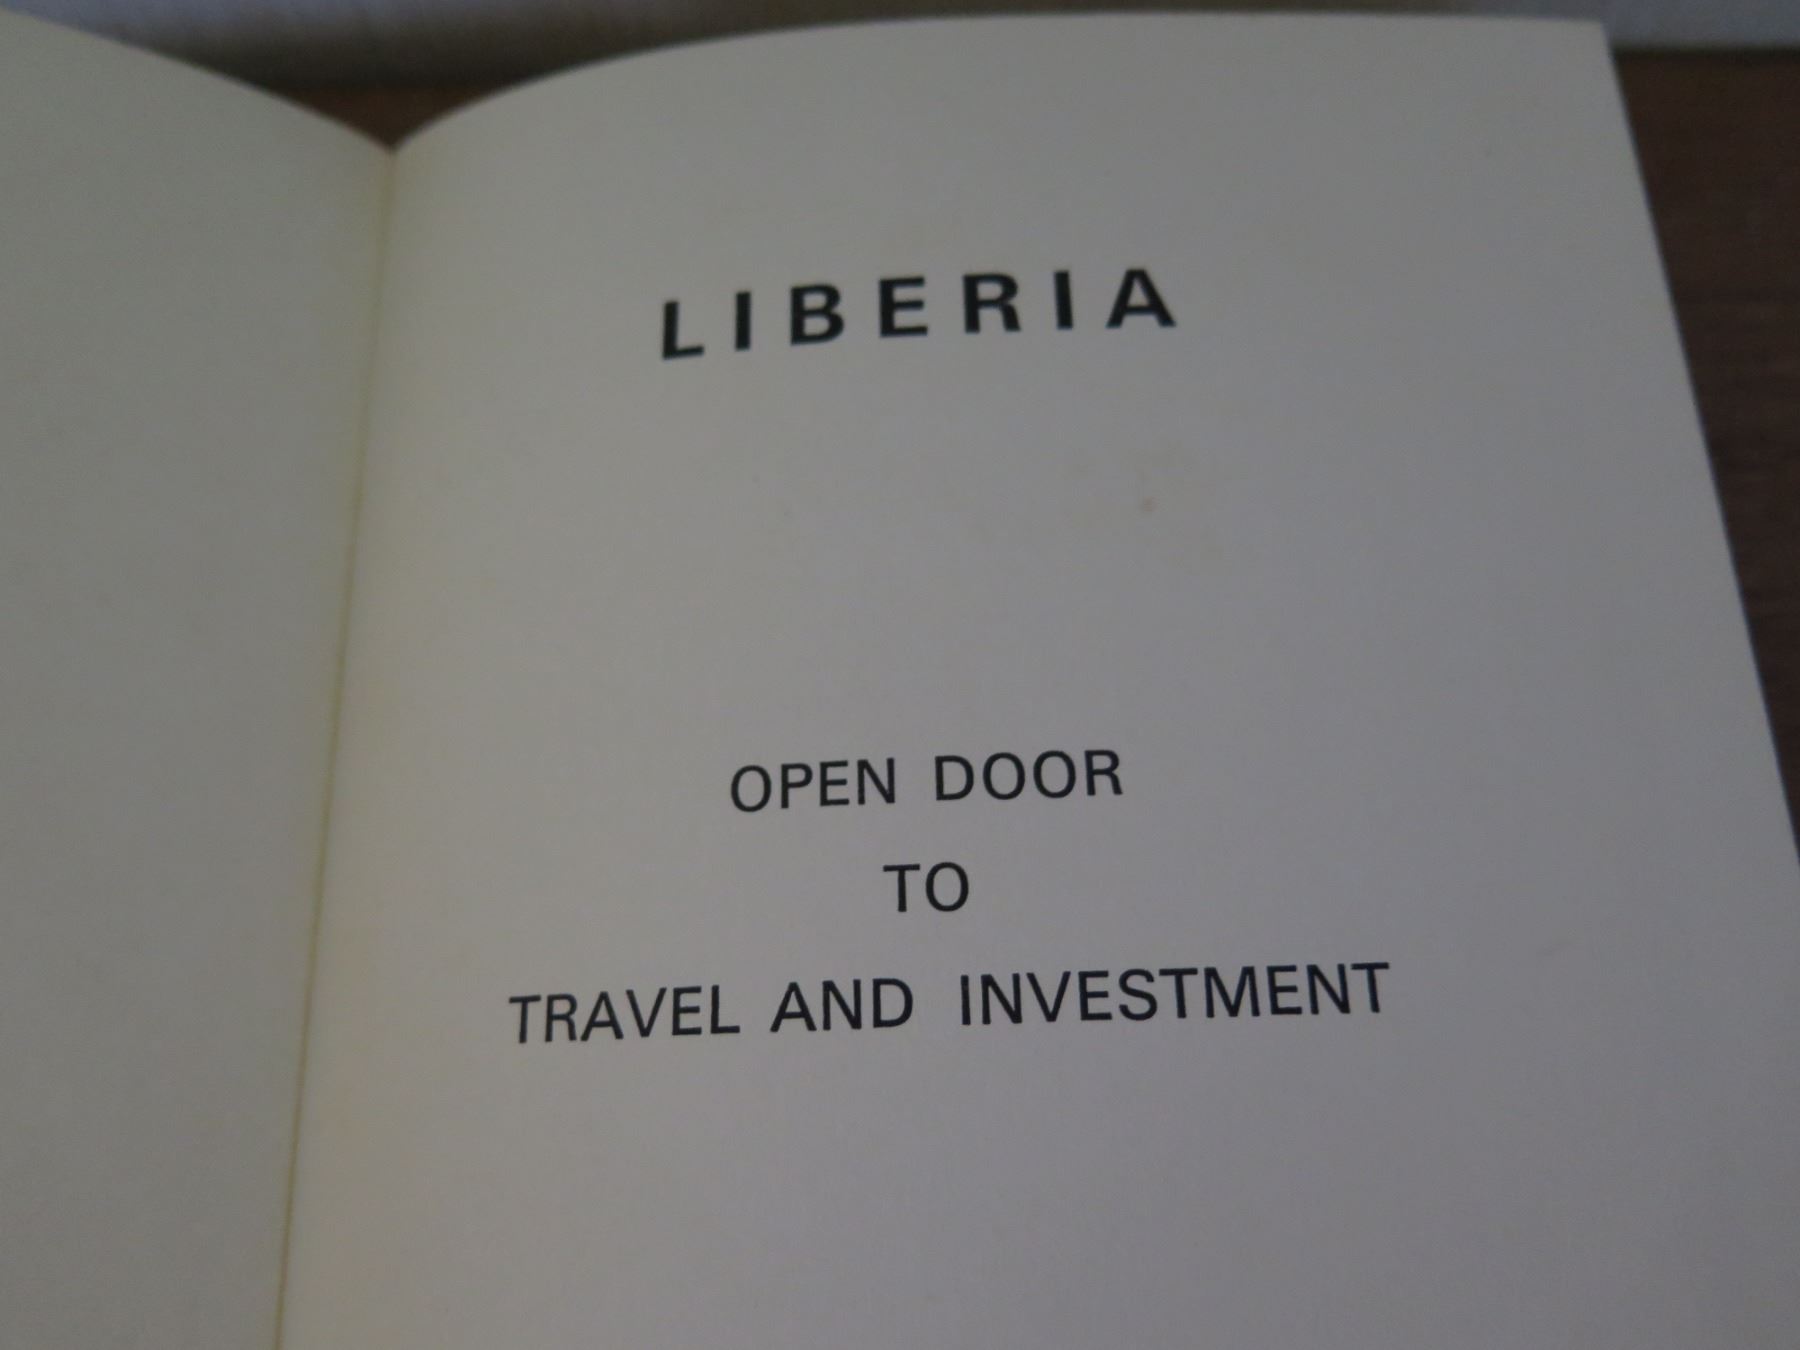 LIBERIA
OPEN DOOR
TO
TRAVEL AND INVESTMENT